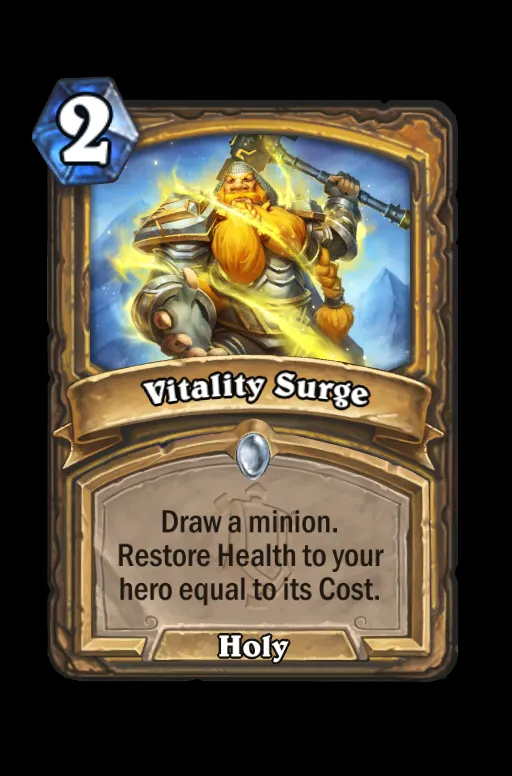 2
Vitality Surge
Draw a minion.
Restore Health to your
hero equal to its Cost.
Holy